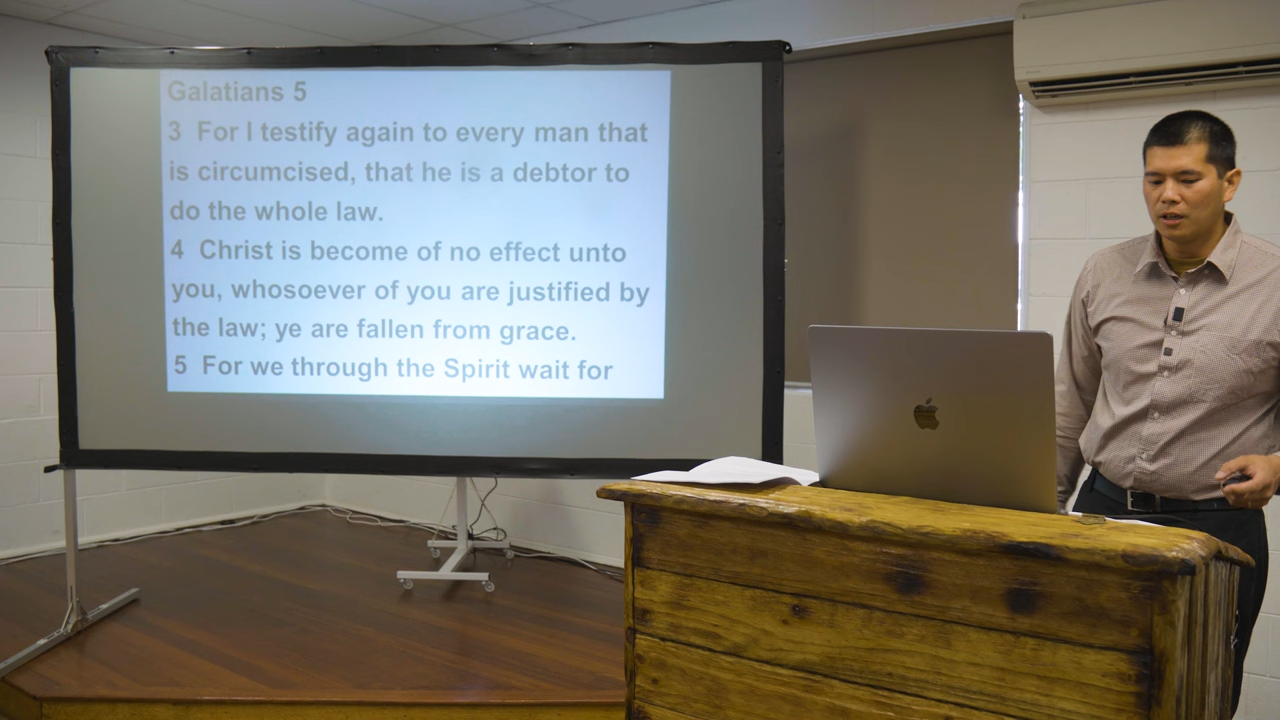 Galatians 5
3 For I testify again to every man that
is circumcised, that he is a debtor to
do the whole law.
4 Christ is become of no effect unto
you, whosoever of you are justified by
the law; ye are fallen from grace.
5 For we through the Spirit wait for